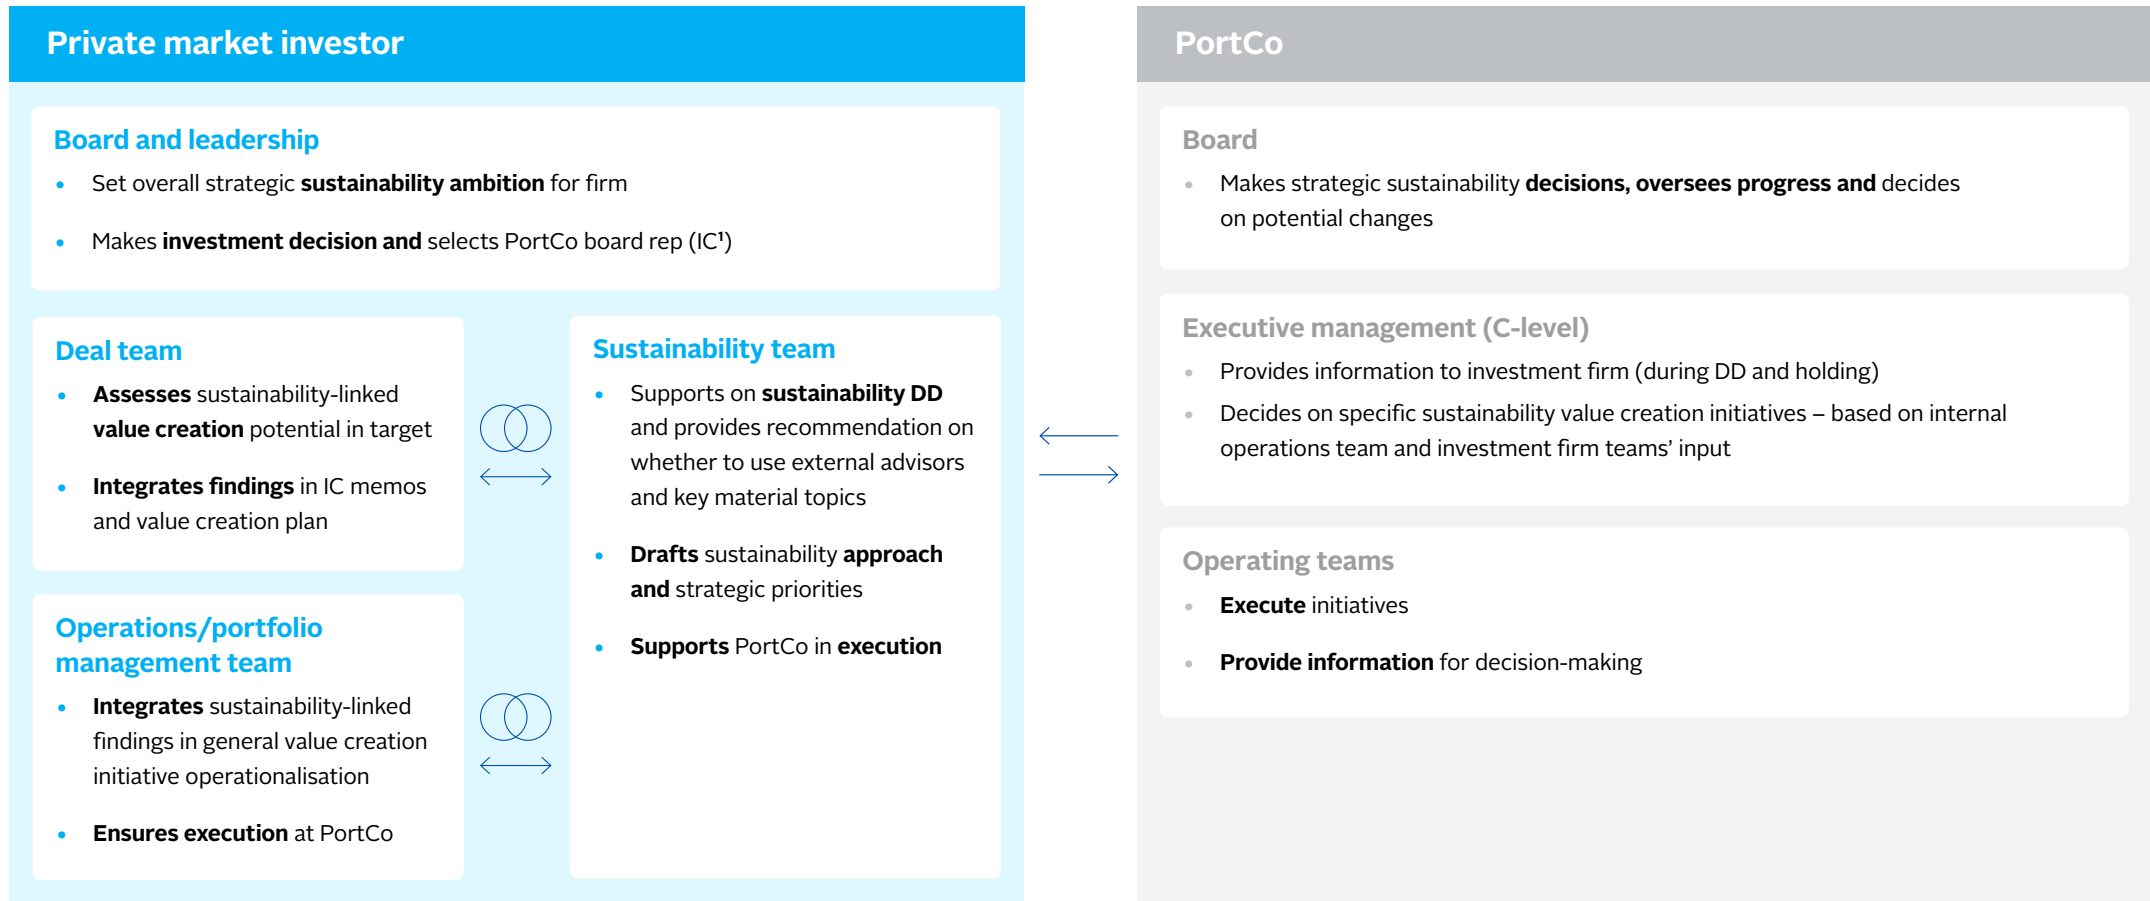 Private market investor
Board and leadership
• Set overall strategic sustainability ambition for firm
• Makes investment decision and selects PortCo board rep (IC¹)
Deal team
• Assesses sustainability-linked
value creation potential in target
• Integrates findings in IC memos
and value creation plan
Operations/portfolio
management team
• Integrates sustainability-linked
findings in general value creation
initiative operationalisation
• Ensures execution at PortCo
Sustainability team
• Supports on sustainability DD
and provides recommendation on
whether to use external advisors
and key material topics
• Drafts sustainability approach
and strategic priorities
• Supports PortCo in execution
PortCo
Board
• Makes strategic sustainability decisions, oversees progress and decides
on potential changes
Executive management (C-level)
• Provides information to investment firm (during DD and holding)
• Decides on specific sustainability value creation initiatives – based on internal
operations team and investment firm teams’ input
Operating teams
• Execute initiatives
• Provide information for decision-making